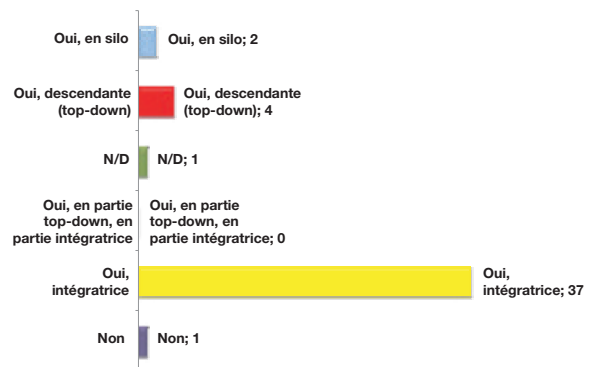 Oui, en silo
Oui, en silo; 2
Oui, descendante
(top-down)
Oui, descendante
(top-down); 4
N/D
N/D; 1
Oui, en partie
top-down, en
partie intégratrice
Oui, en partie
top-down, en
partie intégratrice; 0
Oui,
intégratrice
Oui,
intégratrice; 37
Non
Non; 1